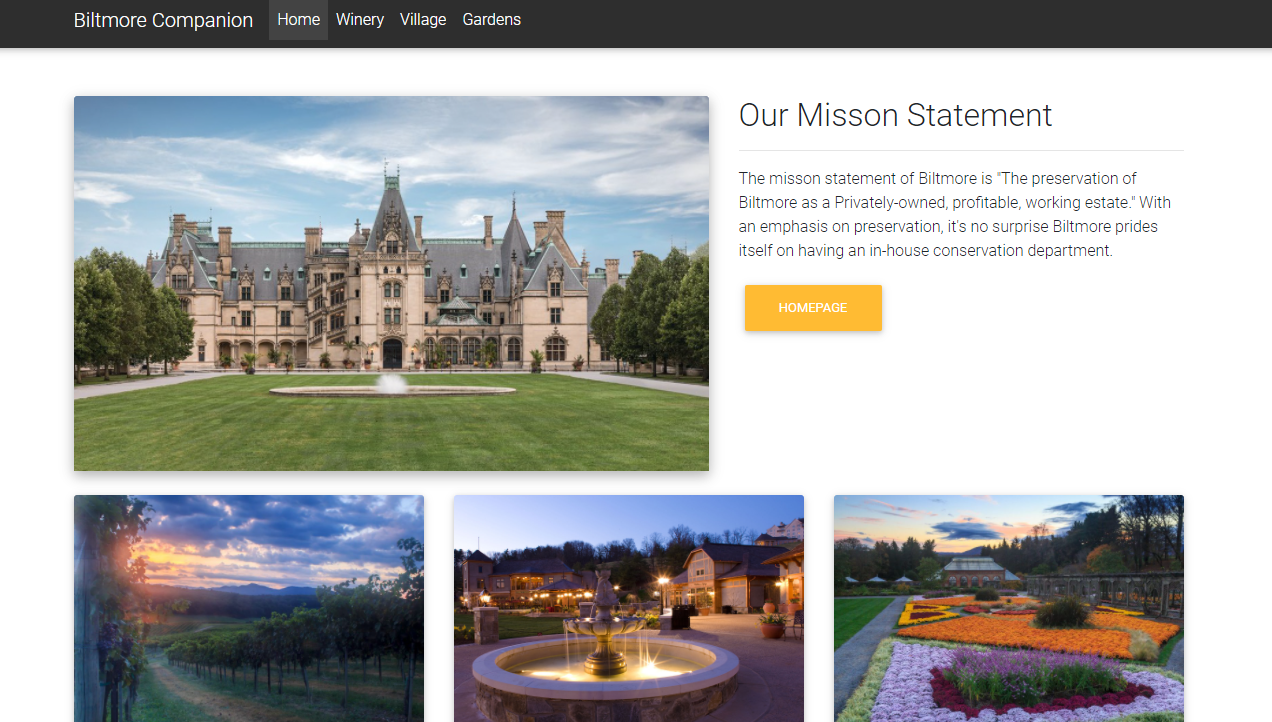 Biltmore Companion Home Winery Village Gardens
Our Misson Statement
The misson statement of Biltmore is "The preservation of
Biltmore as a Privately-owned, profitable, working estate." With
an emphasis on preservation, it's no surprise Biltmore prides
itself on having an in-house conservation department.
HOMEPAGE